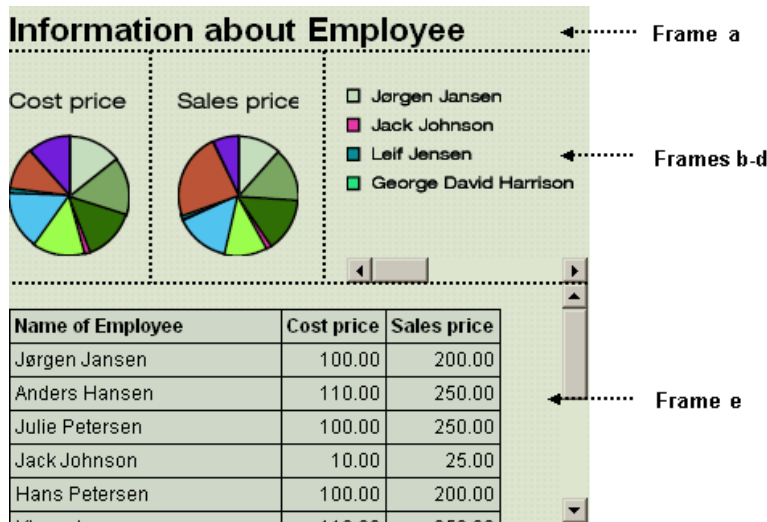 Information about Employee
Frame a
Cost price
Sales price
Jørgen Jansen
Jack Johnson
Leif Jensen
George David Harrison
Frames b-d
Name of Employee Cost price Sales price
Jørgen Jansen 100.00 200.00
Anders Hansen 110.00 250.00
Julie Petersen 100.00 250.00
Frame e
Jack Johnson 10.00 25.00
Hans Petersen 100.00 200.00